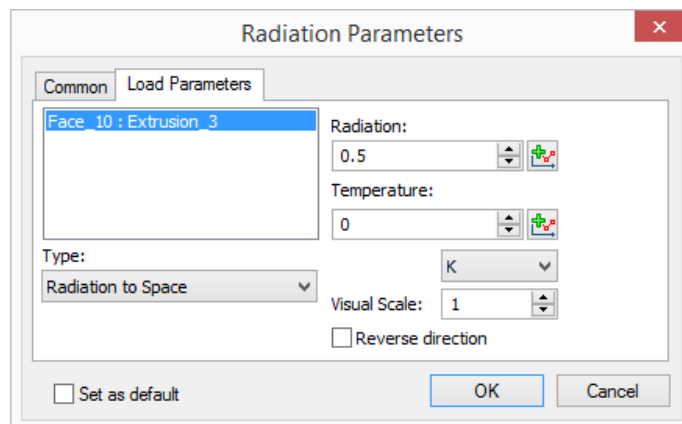 Radiation Parameters
Common
Load Parameters
Face_10 : Extrusion_3
Radiation:
0.5
Temperature:
0
Type:
K
Radiation to Space
Visual Scale: 1
Reverse direction
Set as default
OK
Cancel